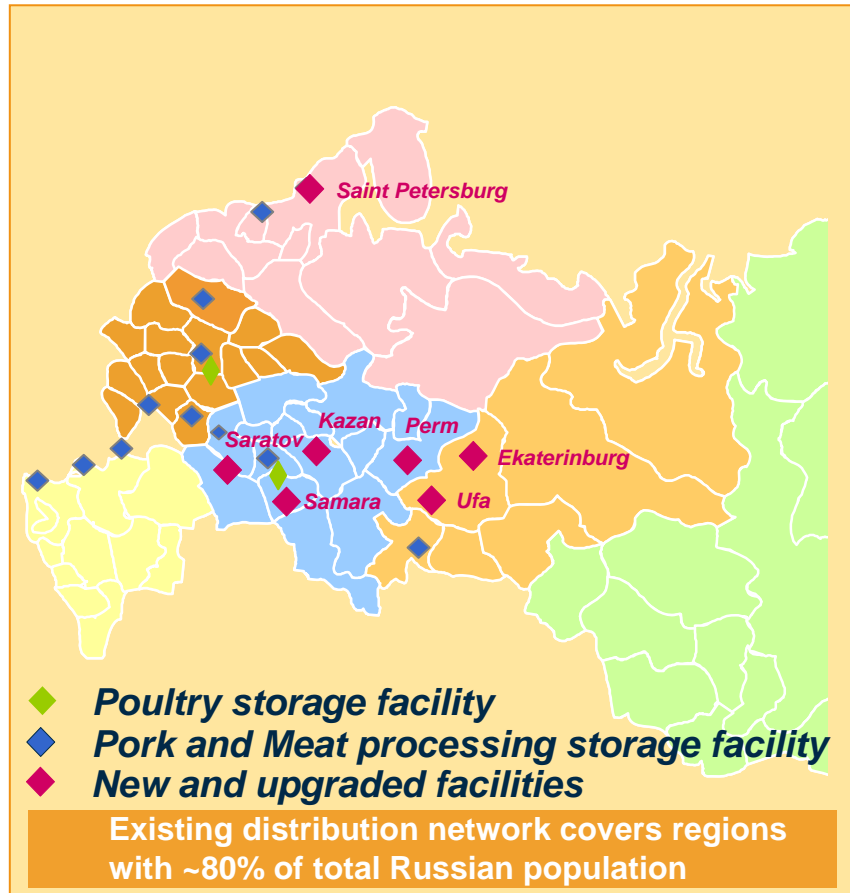 Saint Petersburg
Kazan
Perm
Saratov
Ekaterinburg
Samara
Ufa
Poultry storage facility
Pork and Meat processing storage facility
New and upgraded facilities
Existing distribution network covers regions
with ~80% of total Russian population